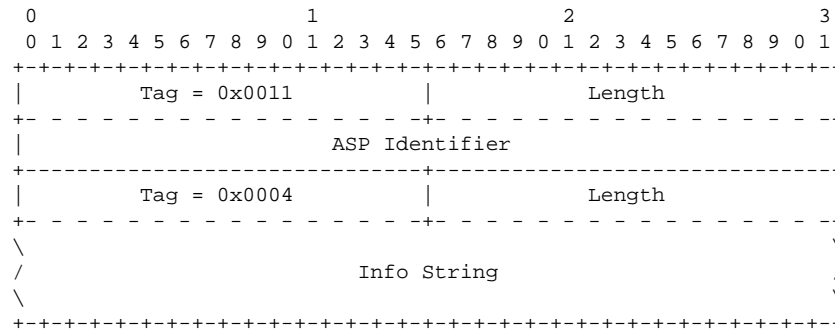 0                   1                   2                   3
0 1 2 3 4 5 6 7 8 9 0 1 2 3 4 5 6 7 8 9 0 1 2 3 4 5 6 7 8 9 0 1
+-+-+-+-+-+-+-+-+-+-+-+-+-+-+-+-+-+-+-+-+-+-+-+-+-+-+-+-+-+-+-+-
|         Tag = 0x0011          |            Length
+- - - - - - - - - - - - - - - -+- - - - - - - - - - - - - - - - -
|                        ASP Identifier
+-------------------------------+---------------------------------
|         Tag = 0x0004          |            Length
+- - - - - - - - - - - - - - - -+- - - - - - - - - - - - - - - - -
\                                                               \
/                          Info String                          /
\                                                               \
+-+-+-+-+-+-+-+-+-+-+-+-+-+-+-+-+-+-+-+-+-+-+-+-+-+-+-+-+-+-+-+-